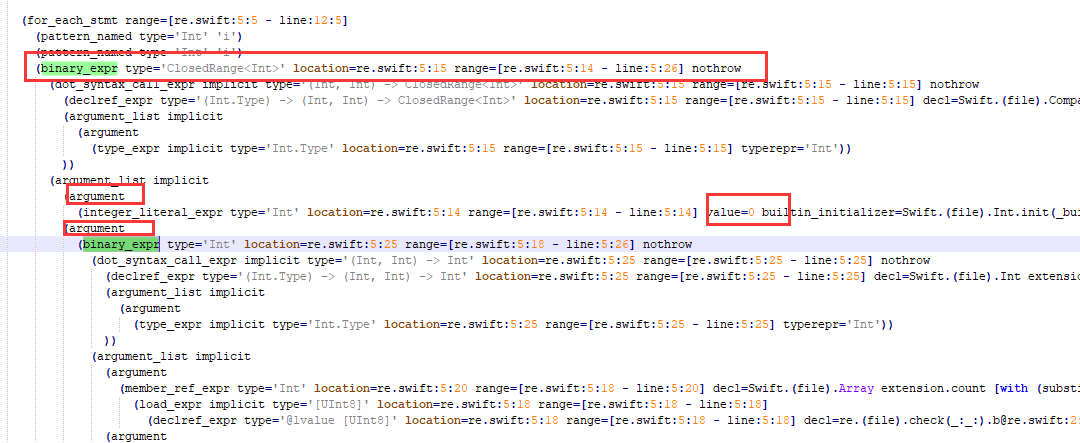 (for_each_stmt range=[re.swift:5:5 - line:12:5]
(pattern_named type='Int' 'i')
(pattern_named type='Int' 'i')
(binary_expr type='ClosedRange<Int>' location=re.swift:5:15 range=[re.swift:5:14 - line:5:26] nothrow
(dot_syntax_call_expr implicit type='(Int, Int) -> ClosedRange<Int>' location=re.swift:5:15 range=[re.swift:5:15 - line:5:15] nothrow
(declref_expr type='(Int.Type) -> (Int, Int) -> ClosedRange<Int>' location=re.swift:5:15 range=[re.swift:5:15 - line:5:15] decl=Swift.(file).Compa
(argument_list implicit
(argument
(type_expr implicit type='Int.Type' location=re.swift:5:15 range=[re.swift:5:15 - line:5:15] typerepr='Int'))
))
(argument_list implicit
(argument
(integer_literal_expr type='Int' location=re.swift:5:14 range=[re.swift:5:14 - line:5:14] value=0 builtin_initializer=Swift.(file).Int.init(_bui
(argument
(binary_expr type='Int' location=re.swift:5:25 range=[re.swift:5:18 - line:5:26] nothrow
(dot_syntax_call_expr implicit type='(Int, Int) -> Int' location=re.swift:5:25 range=[re.swift:5:25 - line:5:25] nothrow
(declref_expr type='(Int.Type) -> (Int, Int) -> Int' location=re.swift:5:25 range=[re.swift:5:25 - line:5:25] decl=Swift.(file).Int extension
(argument_list implicit
(argument
(type_expr implicit type='Int.Type' location=re.swift:5:25 range=[re.swift:5:25 - line:5:25] typerepr='Int'))
))
(argument_list implicit
(argument
(member_ref_expr type='Int' location=re.swift:5:20 range=[re.swift:5:18 - line:5:20] decl=Swift.(file).Array extension.count [with (substi
(load_expr implicit type='[UInt8]' location=re.swift:5:18 range=[re.swift:5:18 - line:5:18]
(declref_expr type='@lvalue [UInt8]' location=re.swift:5:18 range=[re.swift:5:18 - line:5:18] decl=re.(file).check(_:_:).b@re.swift:2:
(argument